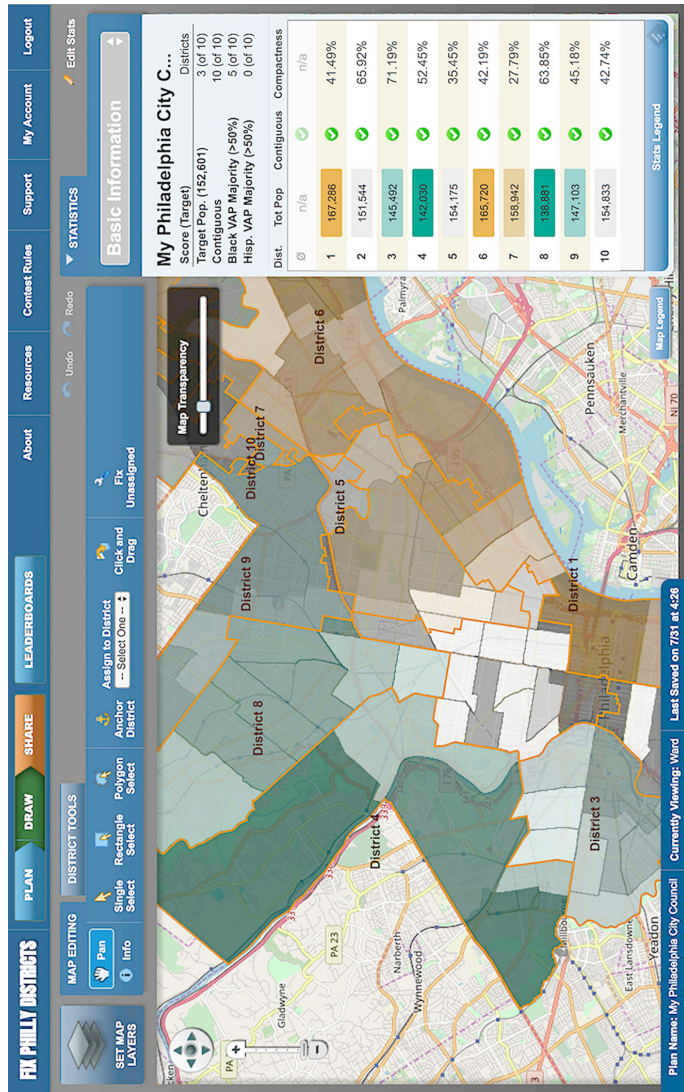 FIX PHILLY DISTRICTS
PLAN
DRAW
SHARE
LEADERBOARDS
About
Resources
Contest Rules
Support
My Account
Logout
SET MAP
LAYERS
MAP EDITING
DISTRICT TOOLS
Undo
Redo
Pan
Info
Single
Select
Rectangle
Select
Polygon
Select
Anchor
District
Assign to District
-- Select One --
Click and
Drag
Fix
Unassigned
STATISTICS
Edit Stats
Basic Information
My Philadelphia City C...
Score (Target) Districts
Target Pop. (152,601) 3 (of 10)
Contiguous 10 (of 10)
Black VAP Majority (>50%) 5 (of 10)
Hisp. VAP Majority (>50%) 0 (of 10)
Dist. Tot Pop Contiguous Compactness
Ø n/a n/a
1 167,286 41.49%
2 151,544 65.92%
3 145,492 71.19%
4 142,030 52.45%
5 154,175 35.45%
6 165,720 42.19%
7 158,942 27.79%
8 138,881 63.85%
9 147,103 45.18%
10 154,833 42.74%
Stats Legend
Map Transparency
Cheltenh
District 10
District 7
District 6
District 9
District 5
District 8
District 4
District 1
District 3
Philadelphia
Camden
Palmyra
Pennsauken
Merchantville
NJ 70
Gladwyne
PA 23
PA
Narberth
Wynnewood
Millbourne
East Lansdowne
Yeadon
3
I 95
I 95
I 76
Map Legend
Plan Name: My Philadelphia City Council
Currently Viewing: Ward
Last Saved on 7/31 at 4:26